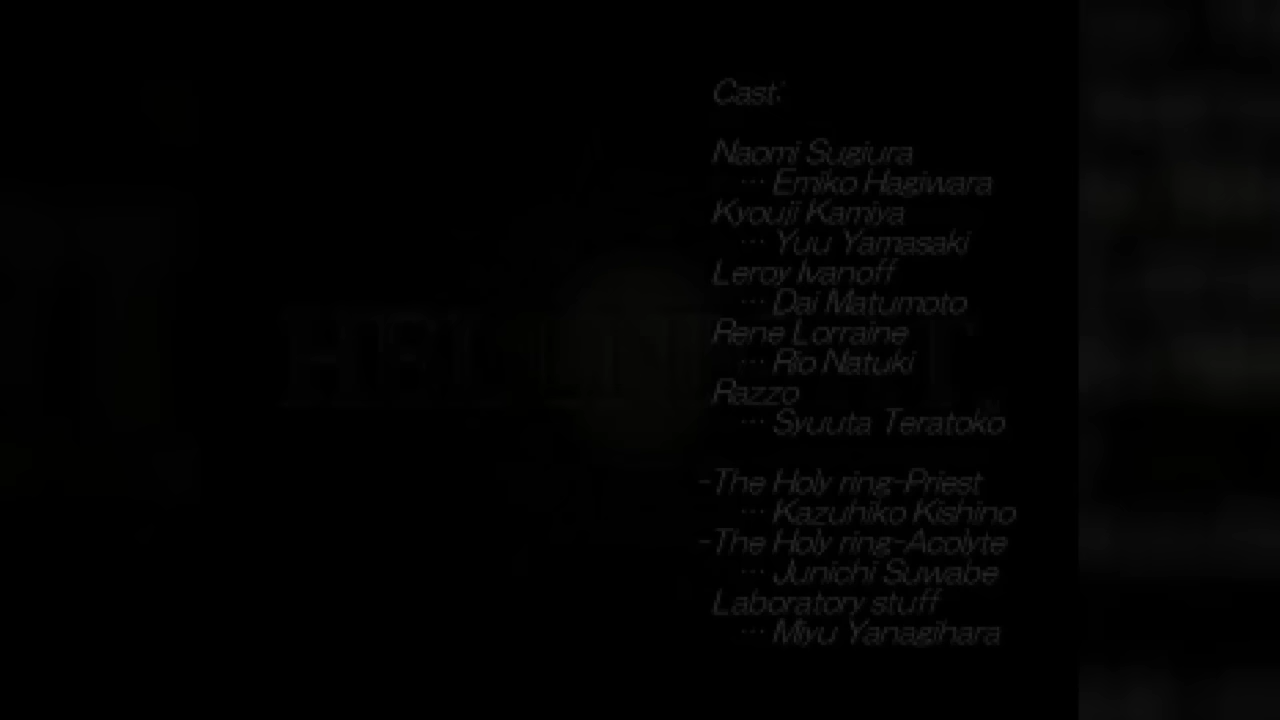 Cast:
Naomi Sugiura
… Emiko Hagiwara
Kyouji Kamiya
… Yuu Yamasaki
Leroy Ivanoff
… Dai Matumoto
Rene Lorraine
… Rio Natuki
Razzo
… Syuuta Teratoko
-The Holy ring-Priest
… Kazuhiko Kishino
-The Holy ring-Acolyte
… Junichi Suwabe
Laboratory stuff
… Miyu Yanagihara